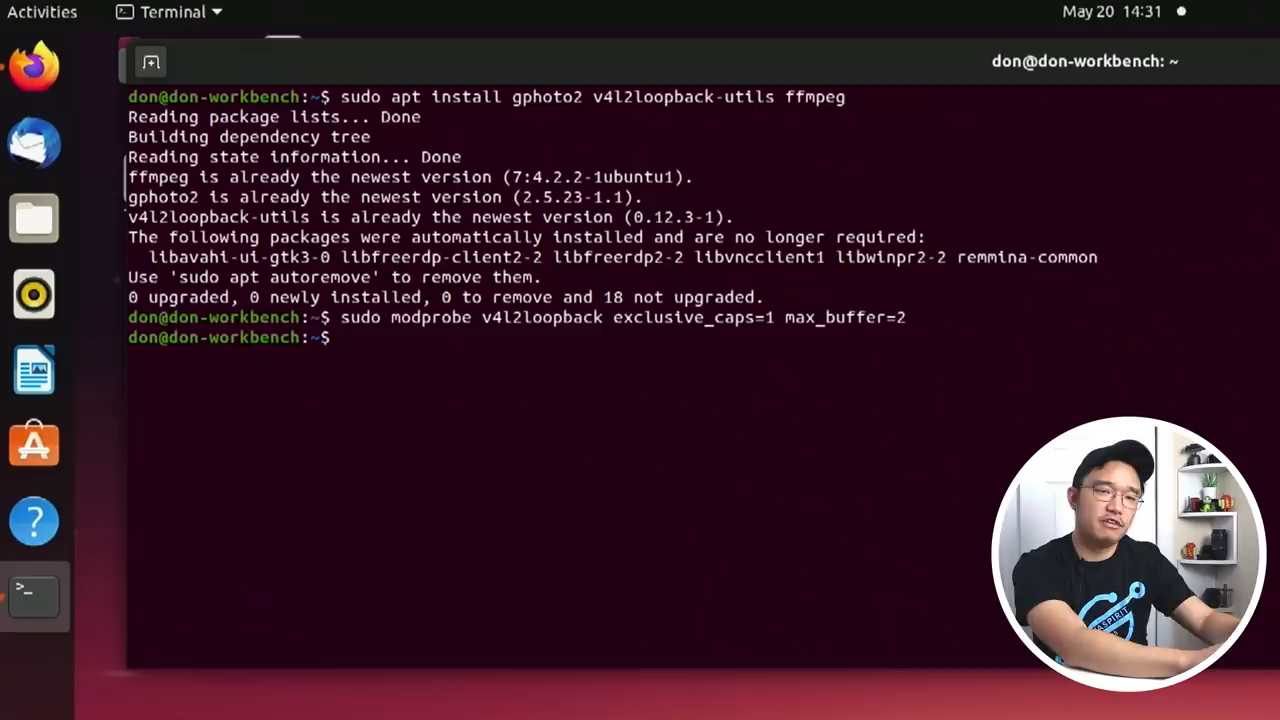 Activities
Terminal
May 20 14:31
don@don-workbench: ~
don@don-workbench:~$ sudo apt install gphoto2 v4l2loopback-utils ffmpeg
Reading package lists... Done
Building dependency tree
Reading state information... Done
ffmpeg is already the newest version (7:4.2.2-1ubuntu1).
gphoto2 is already the newest version (2.5.23-1.1).
v4l2loopback-utils is already the newest version (0.12.3-1).
The following packages were automatically installed and are no longer required:
libavahi-ui-gtk3-0 libfreerdp-client2-2 libfreerdp2-2 libvncclient1 libwinpr2-2 remmina-common
Use 'sudo apt autoremove' to remove them.
0 upgraded, 0 newly installed, 0 to remove and 18 not upgraded.
don@don-workbench:~$ sudo modprobe v4l2loopback exclusive_caps=1 max_buffer=2
don@don-workbench:~$